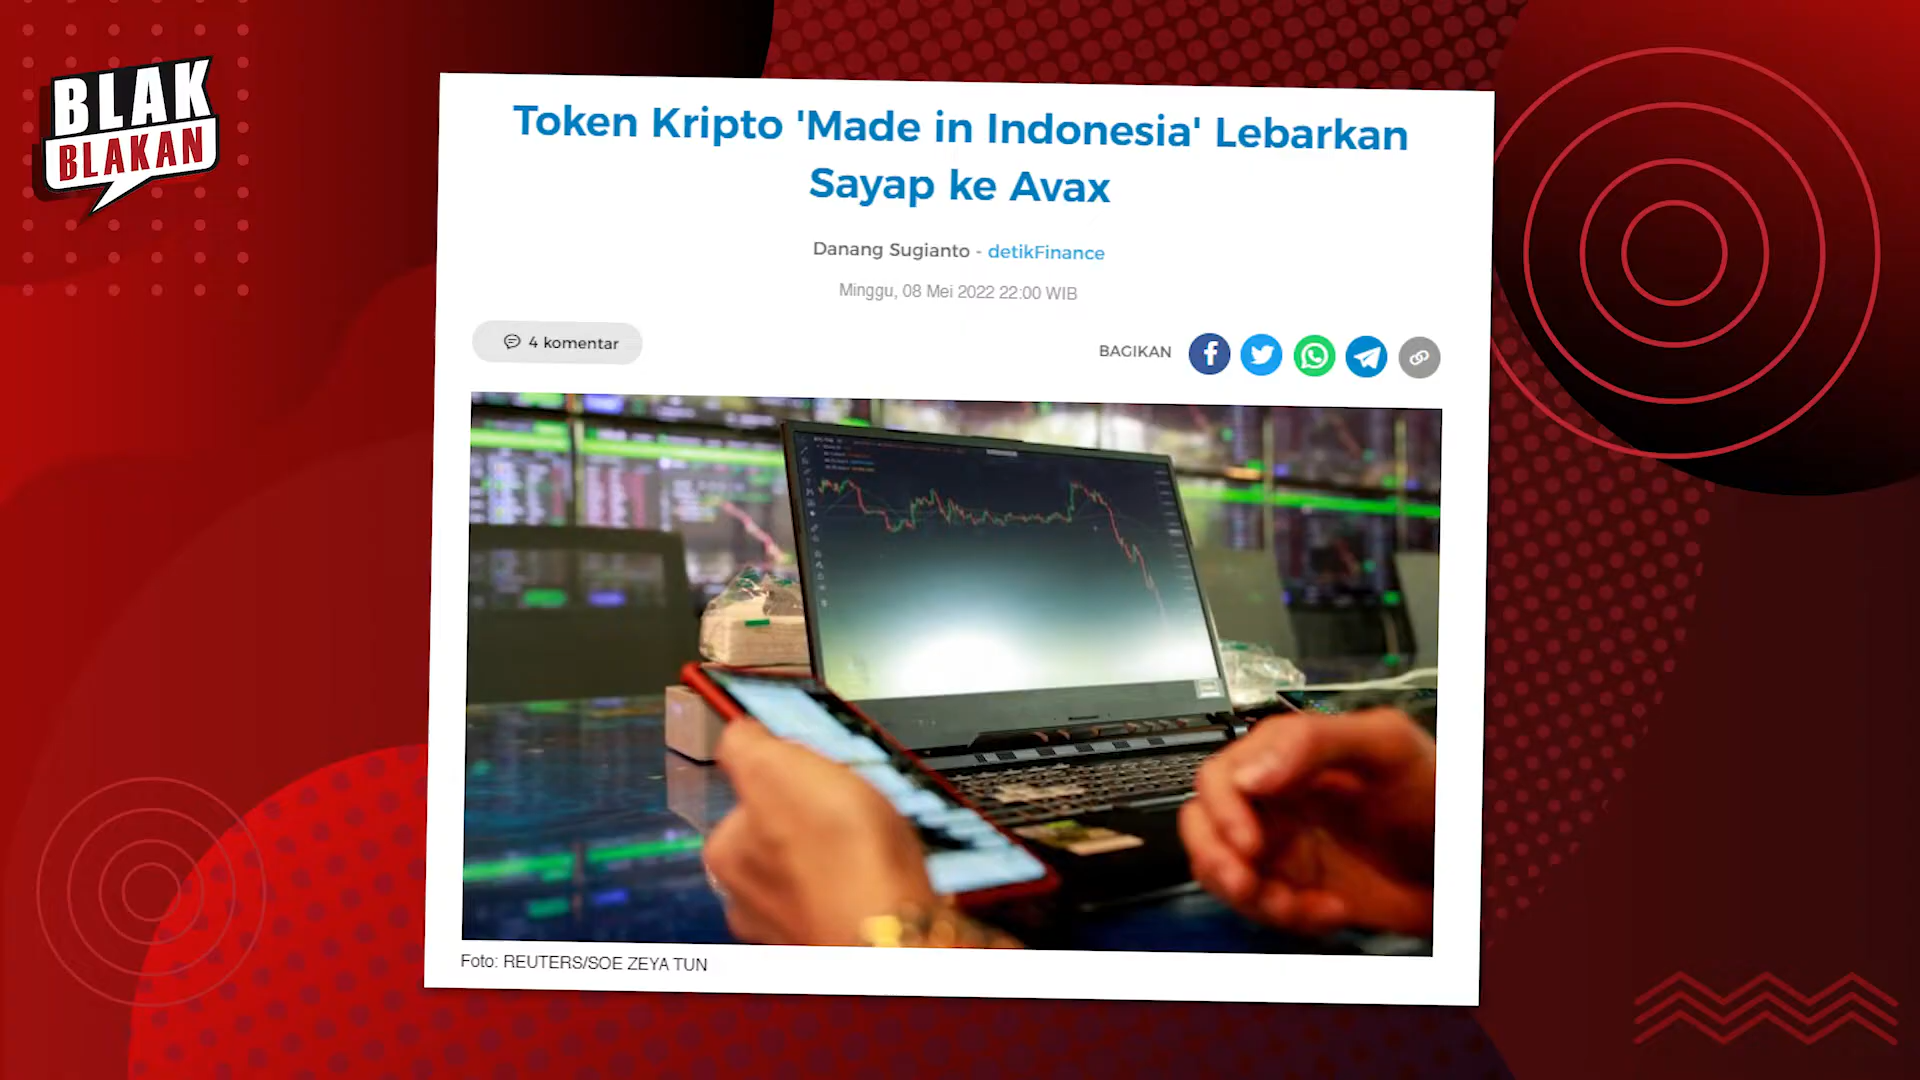 BLAK
BLAKAN
Token Kripto 'Made in Indonesia' Lebarkan
Sayap ke Avax
Danang Sugianto - detikFinance
Minggu, 08 Mei 2022 22:00 WIB
4 komentar
BAGIKAN
Foto: REUTERS/SOE ZEYA TUN